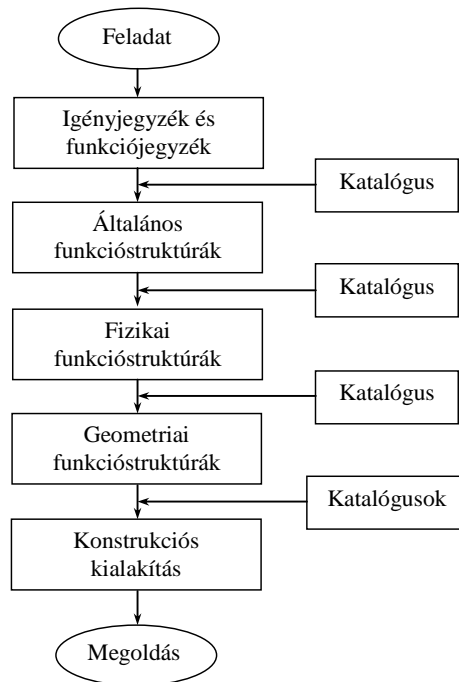 Feladat
Igényjegyzék és
funkciójegyzék
Katalógus
Általános
funkcióstruktúrák
Katalógus
Fizikai
funkcióstruktúrák
Katalógus
Geometriai
funkcióstruktúrák
Katalógusok
Konstrukciós
kialakítás
Megoldás